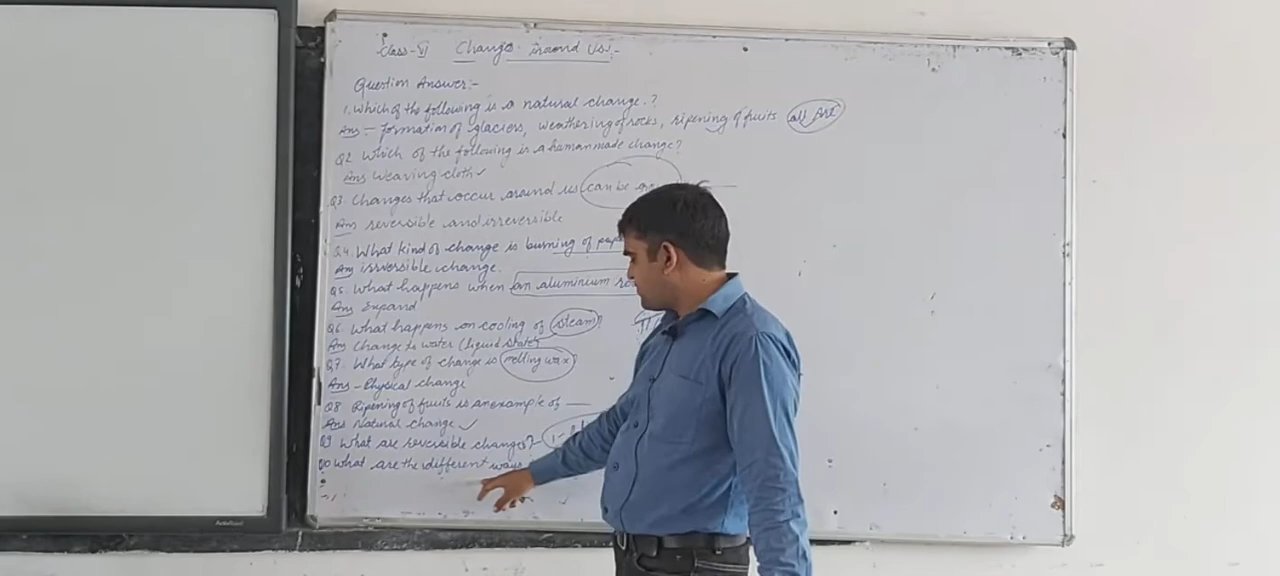 Class-VI Changes around Us:-
Question Answer:-
1. Which of the following is a natural change.?
Ans - formation of glaciers, weathering of rocks, ripening of fruits all Are
Q2 Which of the following is a human made change?
Ans Weaving cloth
Q3. Changes that occur around us can be
Ans reversible and irreversible
Q4. What kind of change is burning of
Ans irrversible change.
Q5. What happens when an aluminium
Ans Expand
Q6 What happens on cooling of steam?
Ans Change to water (liquid state
Q7. What type of change is melting wax?
Ans - Physical change
Q8 Ripening of fruits is an example of —
Ans Natural change
Q9 What are reversible changes?
Q10 What are the different ways